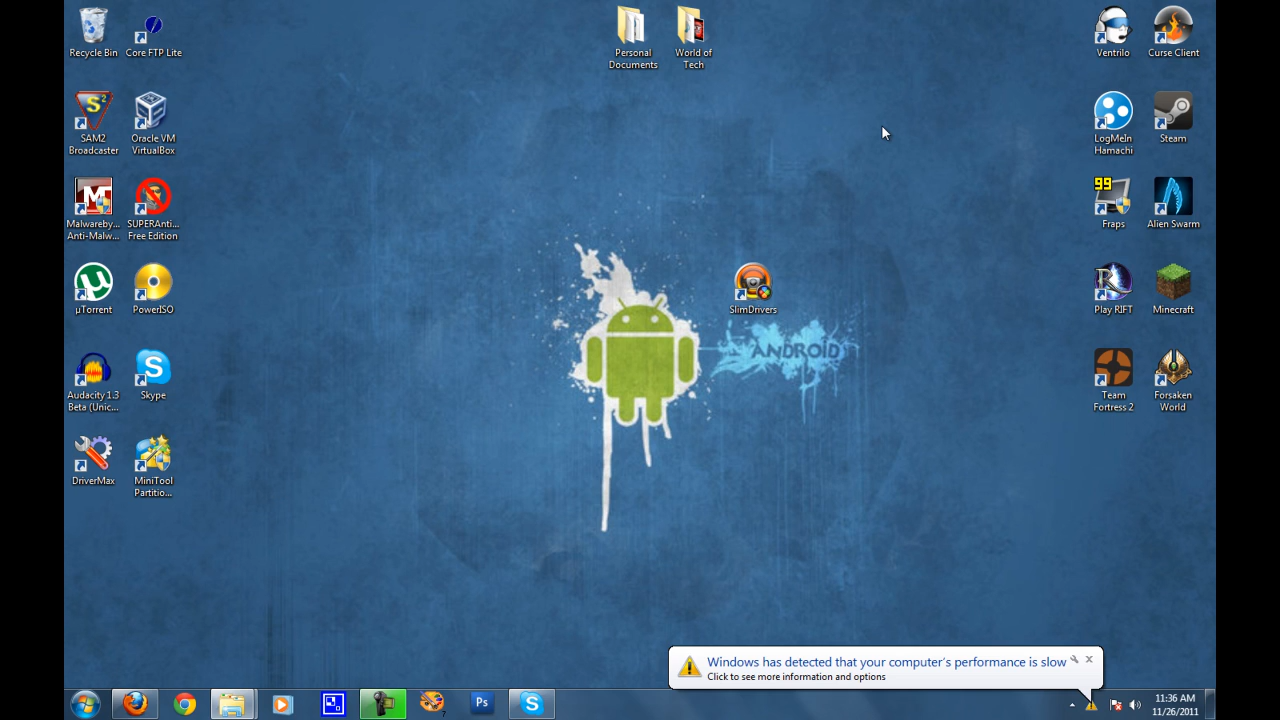 Recycle Bin
Core FTP Lite
Personal
Documents
World of
Tech
Ventrilo
Curse Client
S²
SAM2
Broadcaster
Oracle VM
VirtualBox
LogMeIn
Hamachi
Steam
M
Malwareby...
Anti-Malw...
SUPERAnti...
Free Edition
99
Fraps
Alien Swarm
µTorrent
PowerISO
SlimDrivers
R
Play RIFT
Minecraft
ANDROID
Audacity 1.3
Beta (Unic...
S
Skype
Team
Fortress 2
Forsaken
World
DriverMax
MiniTool
Partitio...
Windows has detected that your computer's performance is slow
Click to see more information and options
Ps
S
11:36 AM
11/26/2011